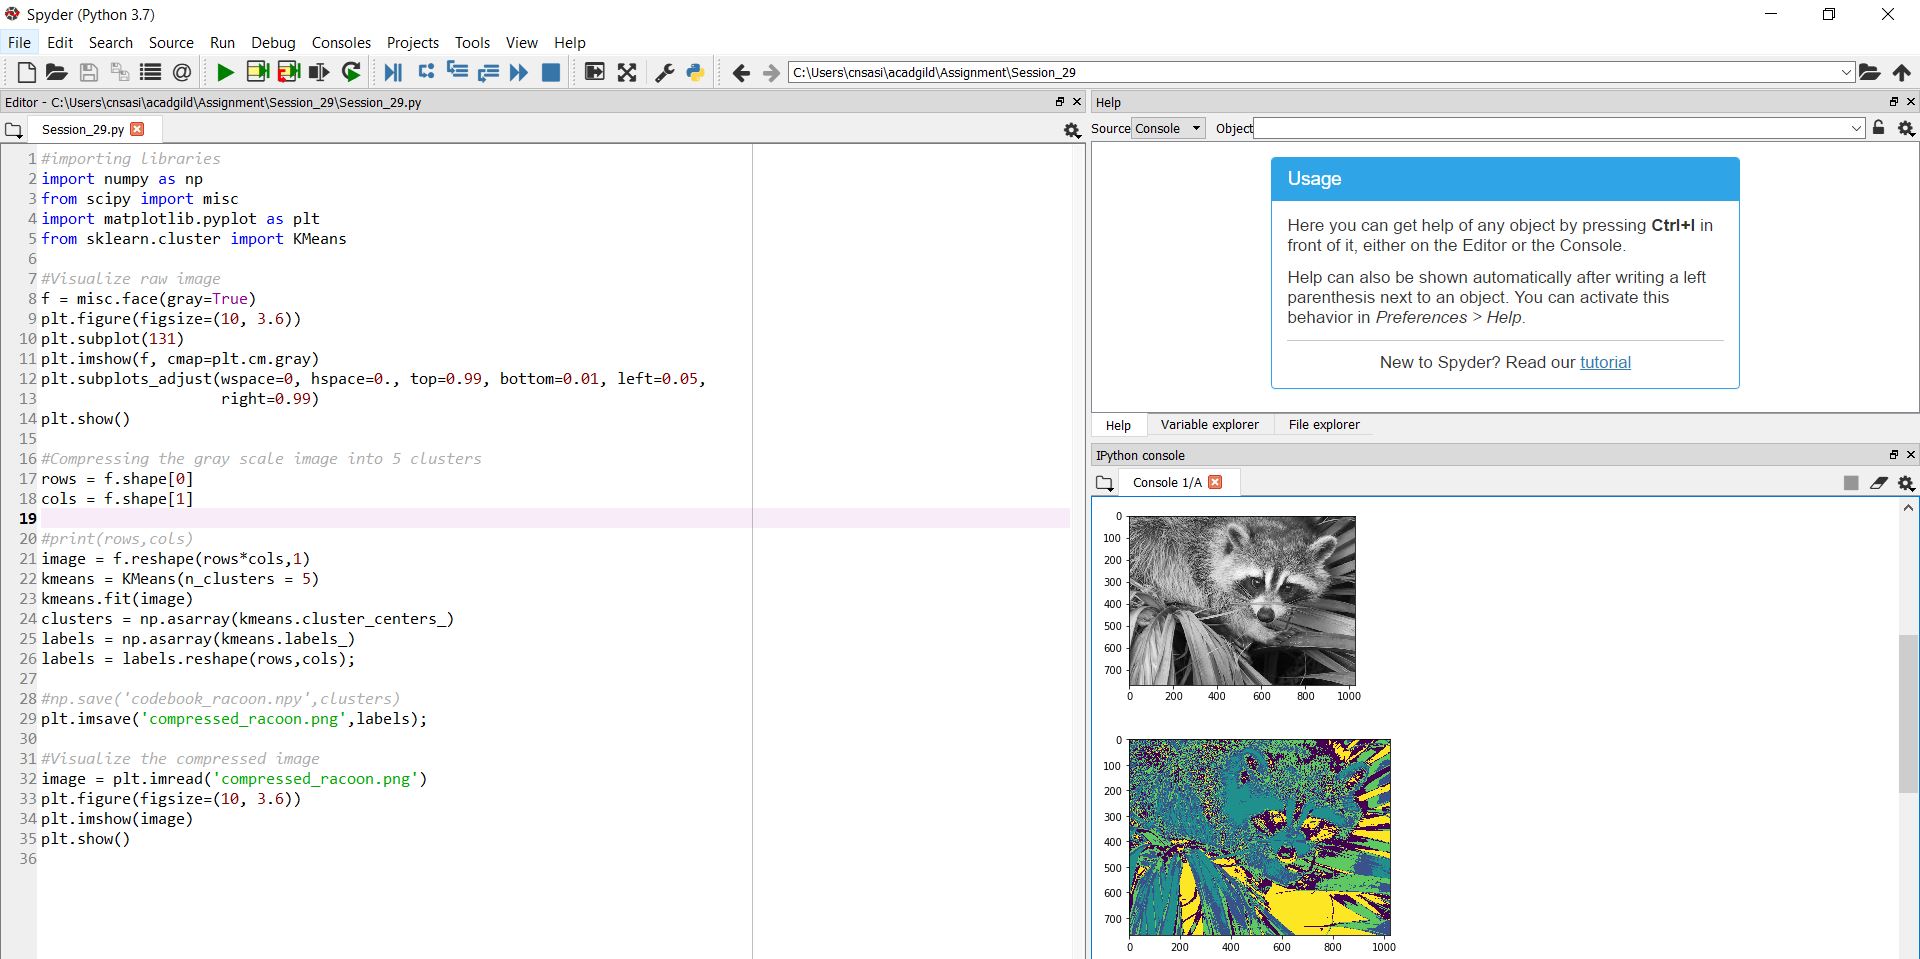 Spyder (Python 3.7)
File Edit Search Source Run Debug Consoles Projects Tools View Help
C:\Users\cnsasi\acadgild\Assignment\Session_29
Editor - C:\Users\cnsasi\acadgild\Assignment\Session_29\Session_29.py
Session_29.py
1 #importing libraries
2 import numpy as np
3 from scipy import misc
4 import matplotlib.pyplot as plt
5 from sklearn.cluster import KMeans
6
7 #Visualize raw image
8 f = misc.face(gray=True)
9 plt.figure(figsize=(10, 3.6))
10 plt.subplot(131)
11 plt.imshow(f, cmap=plt.cm.gray)
12 plt.subplots_adjust(wspace=0, hspace=0., top=0.99, bottom=0.01, left=0.05,
13                     right=0.99)
14 plt.show()
15
16 #Compressing the gray scale image into 5 clusters
17 rows = f.shape[0]
18 cols = f.shape[1]
19
20 #print(rows,cols)
21 image = f.reshape(rows*cols,1)
22 kmeans = KMeans(n_clusters = 5)
23 kmeans.fit(image)
24 clusters = np.asarray(kmeans.cluster_centers_)
25 labels = np.asarray(kmeans.labels_)
26 labels = labels.reshape(rows,cols);
27
28 #np.save('codebook_racoon.npy',clusters)
29 plt.imsave('compressed_racoon.png',labels);
30
31 #Visualize the compressed image
32 image = plt.imread('compressed_racoon.png')
33 plt.figure(figsize=(10, 3.6))
34 plt.imshow(image)
35 plt.show()
36
Help
Source Console Object
Usage
Here you can get help of any object by pressing Ctrl+I in
front of it, either on the Editor or the Console.
Help can also be shown automatically after writing a left
parenthesis next to an object. You can activate this
behavior in Preferences > Help.
New to Spyder? Read our tutorial
Help Variable explorer File explorer
IPython console
Console 1/A
0
100
200
300
400
500
600
700
0 200 400 600 800 1000
0
100
200
300
400
500
600
700
0 200 400 600 800 1000